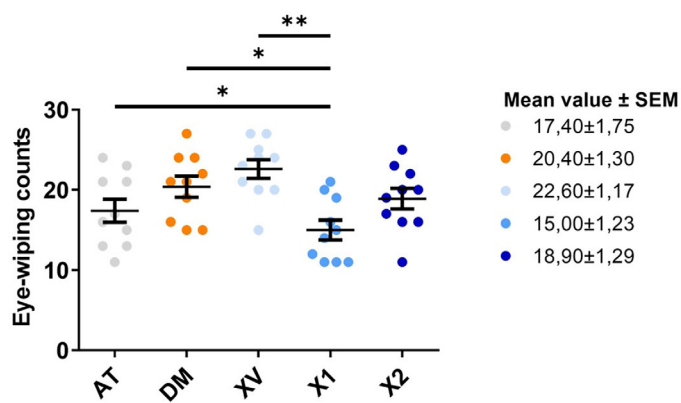 **
*
*
Mean value ± SEM
17,40±1,75
20,40±1,30
22,60±1,17
15,00±1,23
18,90±1,29
Eye-wiping counts
30
20
10
0
AT
DM
XV
X1
X2